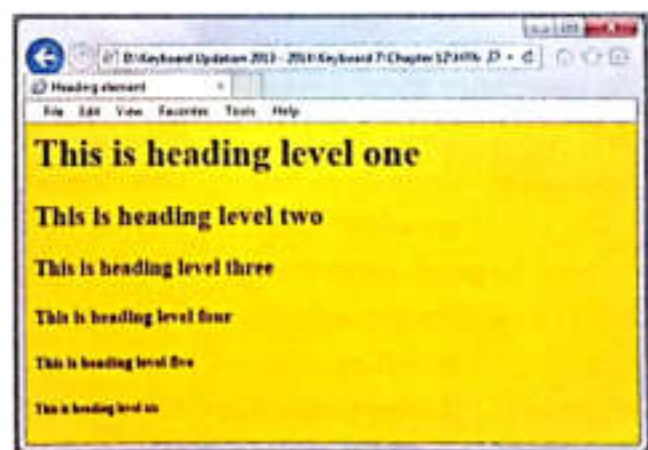 Heading element
File Edit View Favorites Tools Help
This is heading level one
This is heading level two
This is heading level three
This is heading level four
This is heading level five
This is heading level six